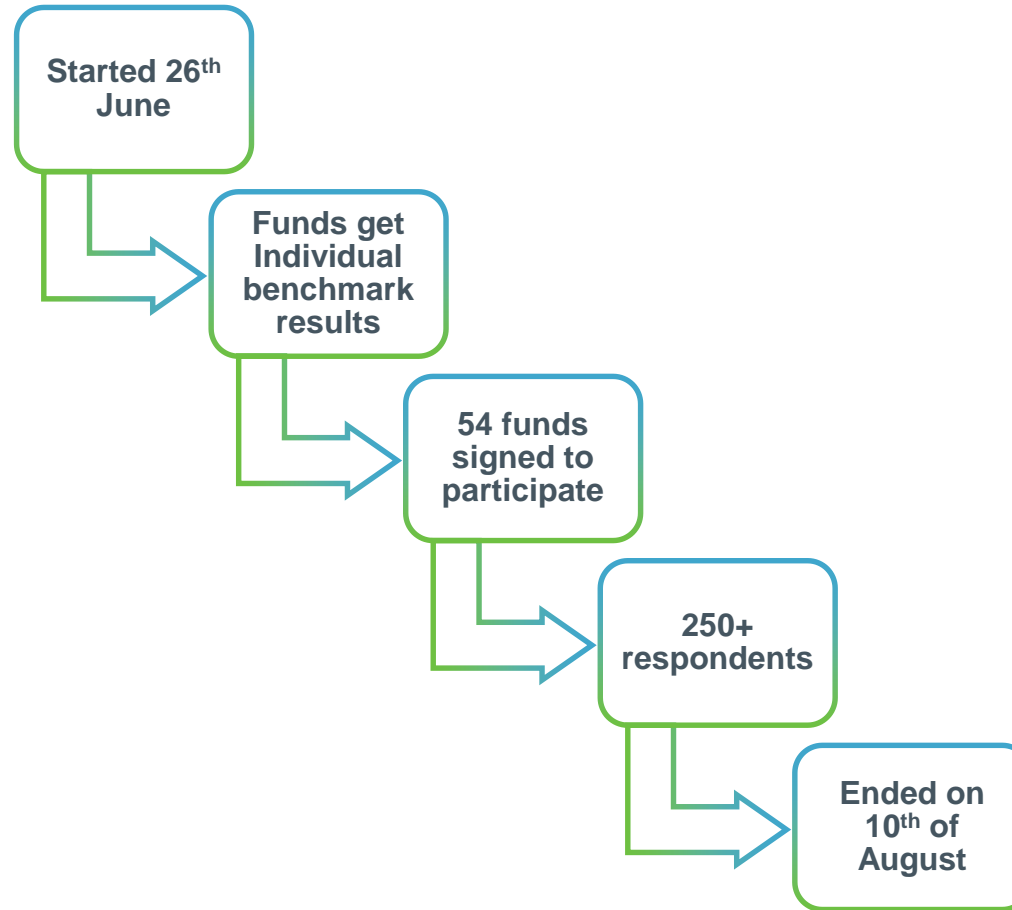 Started 26th
June
Funds get
Individual
benchmark
results
54 funds
signed to
participate
250+
respondents
Ended on
10th of
August